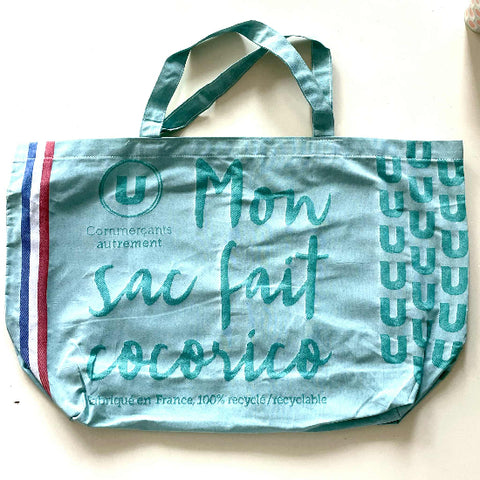 U
Commerçants
autrement
Mon
sac fait
cocorico
fabriqué en France, 100% recyclé/recyclable
U U
U U
U U
U U
U U
U U
U U
U U